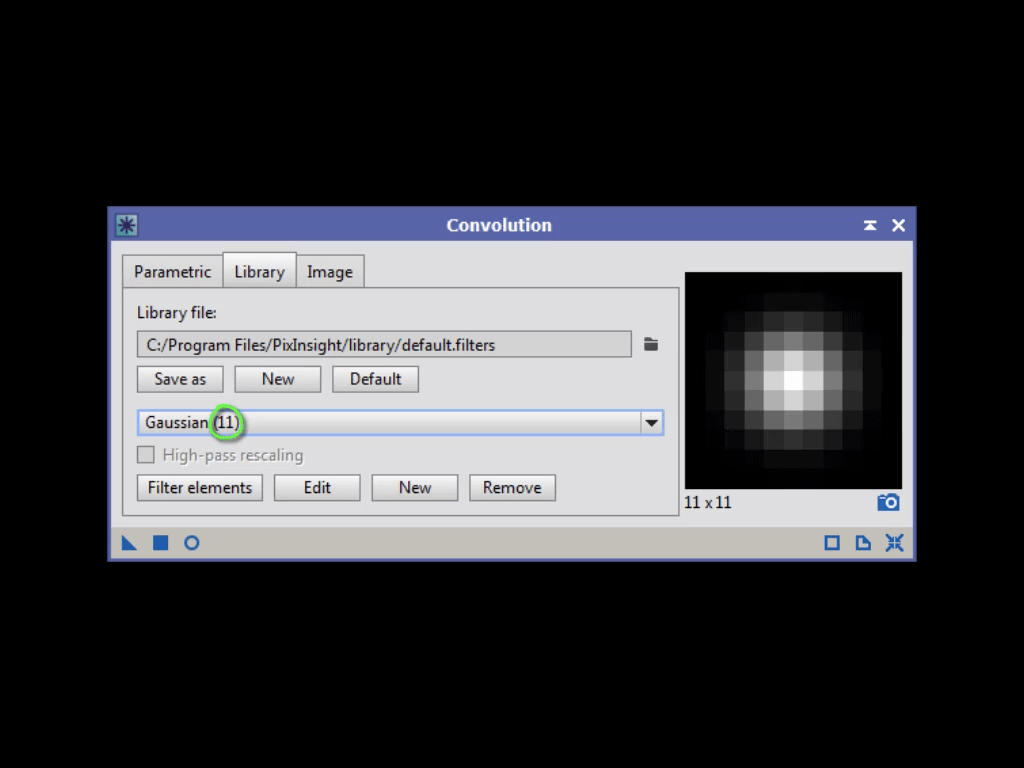 Convolution
Parametric Library Image
Library file:
C:/Program Files/PixInsight/library/default.filters
Save as New Default
Gaussian (11)
High-pass rescaling
Filter elements Edit New Remove
11 x 11